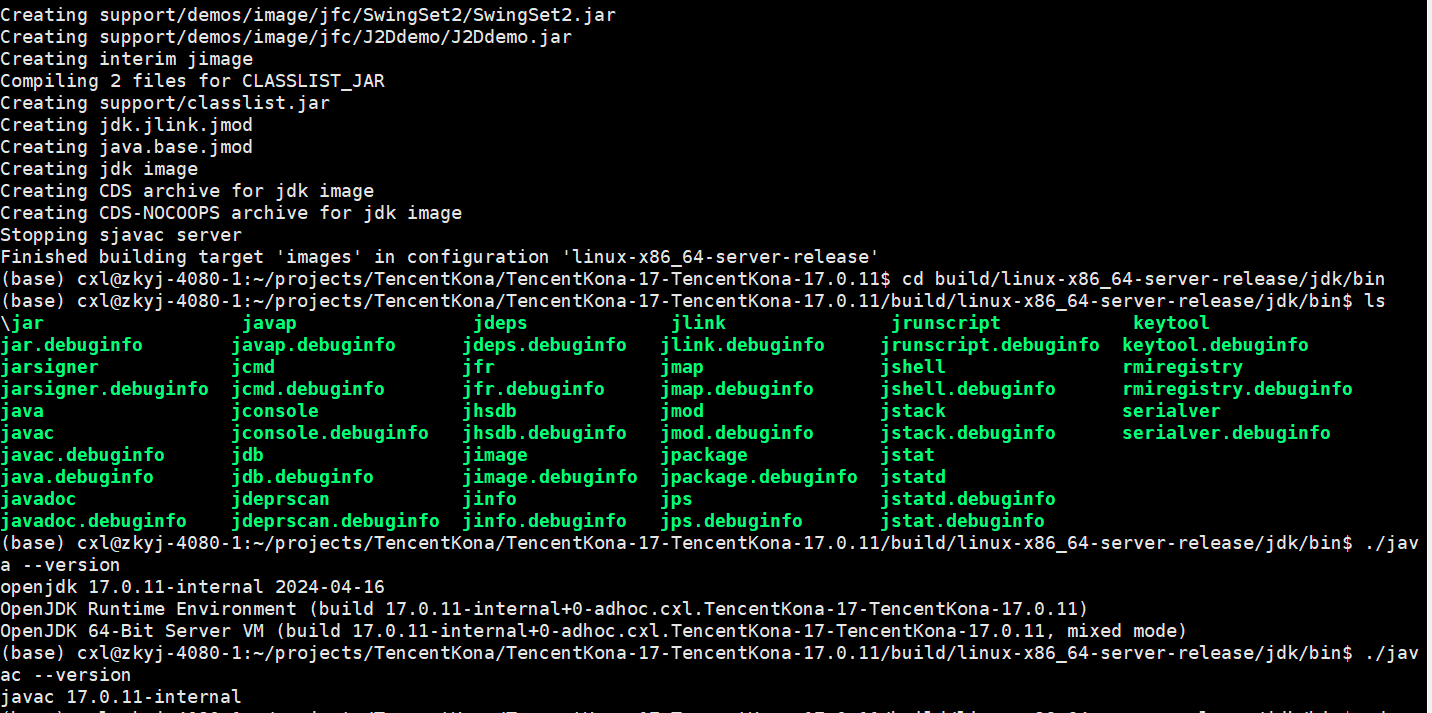 Creating support/demos/image/jfc/SwingSet2/SwingSet2.jar
Creating support/demos/image/jfc/J2Ddemo/J2Ddemo.jar
Creating interim jimage
Compiling 2 files for CLASSLIST_JAR
Creating support/classlist.jar
Creating jdk.jlink.jmod
Creating java.base.jmod
Creating jdk image
Creating CDS archive for jdk image
Creating CDS-NOCOOPS archive for jdk image
Stopping sjavac server
Finished building target 'images' in configuration 'linux-x86_64-server-release'
(base) cxl@zkyj-4080-1:~/projects/TencentKona/TencentKona-17-TencentKona-17.0.11$ cd build/linux-x86_64-server-release/jdk/bin
(base) cxl@zkyj-4080-1:~/projects/TencentKona/TencentKona-17-TencentKona-17.0.11/build/linux-x86_64-server-release/jdk/bin$ ls
\jar javap jdeps jlink jrunscript keytool
jar.debuginfo javap.debuginfo jdeps.debuginfo jlink.debuginfo jrunscript.debuginfo keytool.debuginfo
jarsigner jcmd jfr jmap jshell rmiregistry
jarsigner.debuginfo jcmd.debuginfo jfr.debuginfo jmap.debuginfo jshell.debuginfo rmiregistry.debuginfo
java jconsole jhsdb jmod jstack serialver
javac jconsole.debuginfo jhsdb.debuginfo jmod.debuginfo jstack.debuginfo serialver.debuginfo
javac.debuginfo jdb jimage jpackage jstat
java.debuginfo jdb.debuginfo jimage.debuginfo jpackage.debuginfo jstatd
javadoc jdeprscan jinfo jps jstatd.debuginfo
javadoc.debuginfo jdeprscan.debuginfo jinfo.debuginfo jps.debuginfo jstat.debuginfo
(base) cxl@zkyj-4080-1:~/projects/TencentKona/TencentKona-17-TencentKona-17.0.11/build/linux-x86_64-server-release/jdk/bin$ ./jav
a --version
openjdk 17.0.11-internal 2024-04-16
OpenJDK Runtime Environment (build 17.0.11-internal+0-adhoc.cxl.TencentKona-17-TencentKona-17.0.11)
OpenJDK 64-Bit Server VM (build 17.0.11-internal+0-adhoc.cxl.TencentKona-17-TencentKona-17.0.11, mixed mode)
(base) cxl@zkyj-4080-1:~/projects/TencentKona/TencentKona-17-TencentKona-17.0.11/build/linux-x86_64-server-release/jdk/bin$ ./jav
ac --version
javac 17.0.11-internal